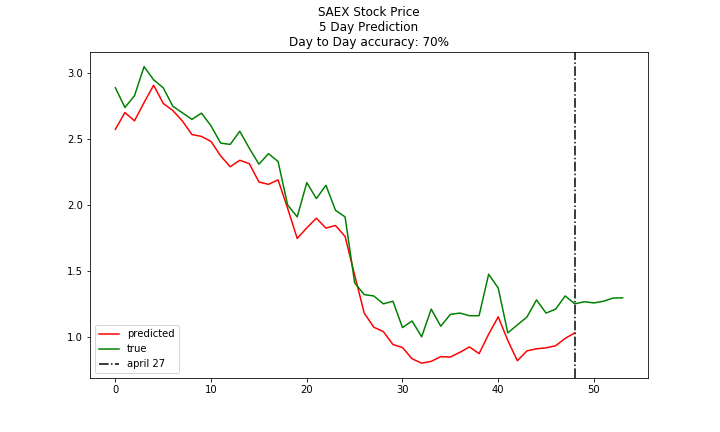 SAEX Stock Price
5 Day Prediction
Day to Day accuracy: 70%
3.0
2.5
2.0
1.5
1.0
predicted
true
april 27
0
10
20
30
40
50